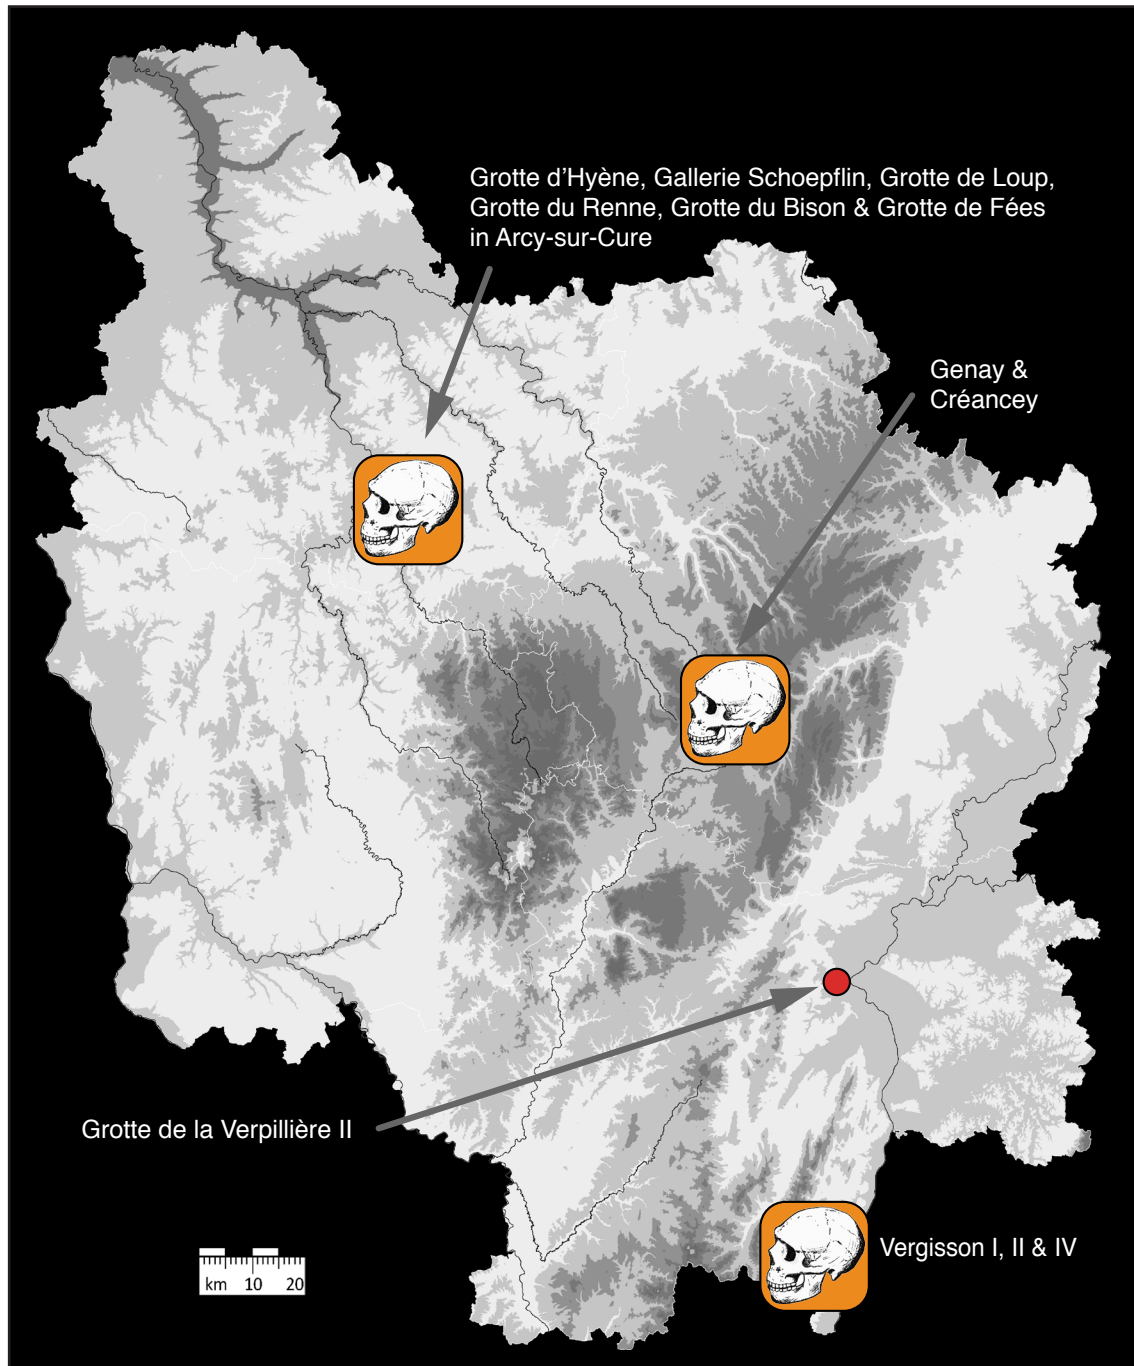 Grotte d’Hyène, Gallerie Schoepflin, Grotte de Loup,
Grotte du Renne, Grotte du Bison & Grotte de Fées
in Arcy-sur-Cure
Genay &
Créancey
Grotte de la Verpillière II
Vergisson I, II & IV
km 10 20